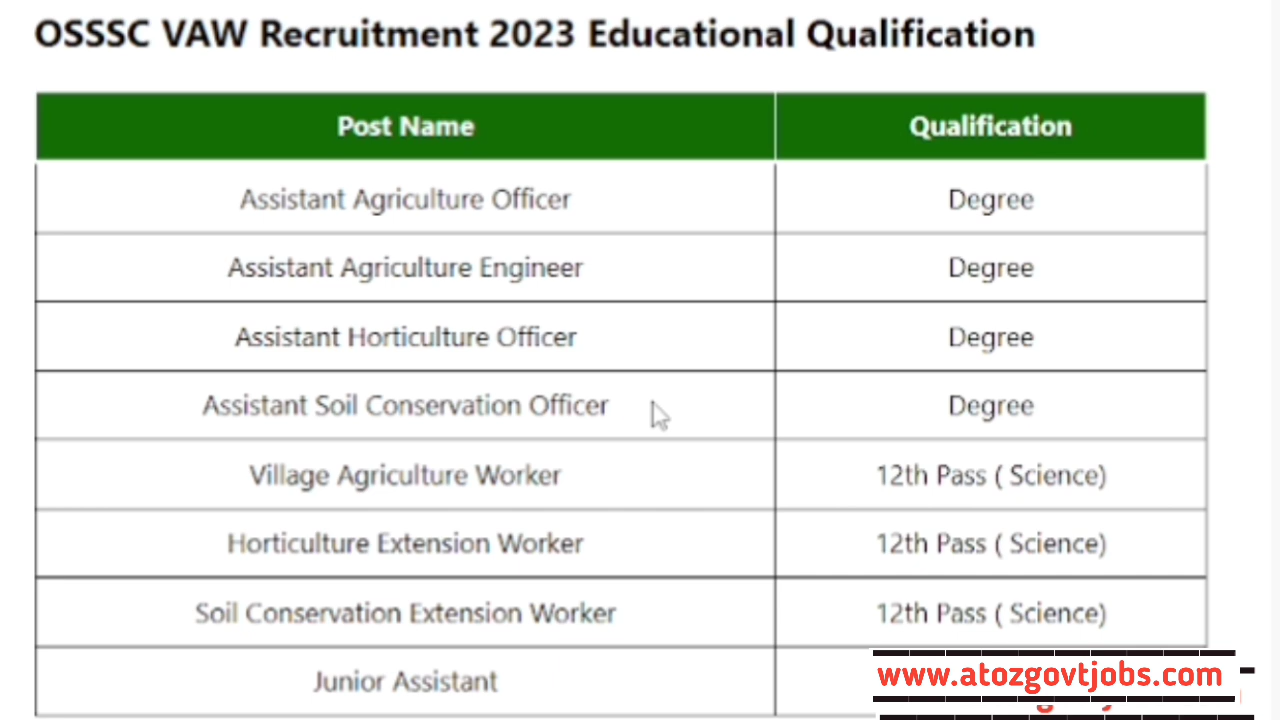 OSSSC VAW Recruitment 2023 Educational Qualification
Post Name Qualification
Assistant Agriculture Officer Degree
Assistant Agriculture Engineer Degree
Assistant Horticulture Officer Degree
Assistant Soil Conservation Officer Degree
Village Agriculture Worker 12th Pass ( Science)
Horticulture Extension Worker 12th Pass ( Science)
Soil Conservation Extension Worker 12th Pass ( Science)
Junior Assistant
www.atozgovtjobs.com